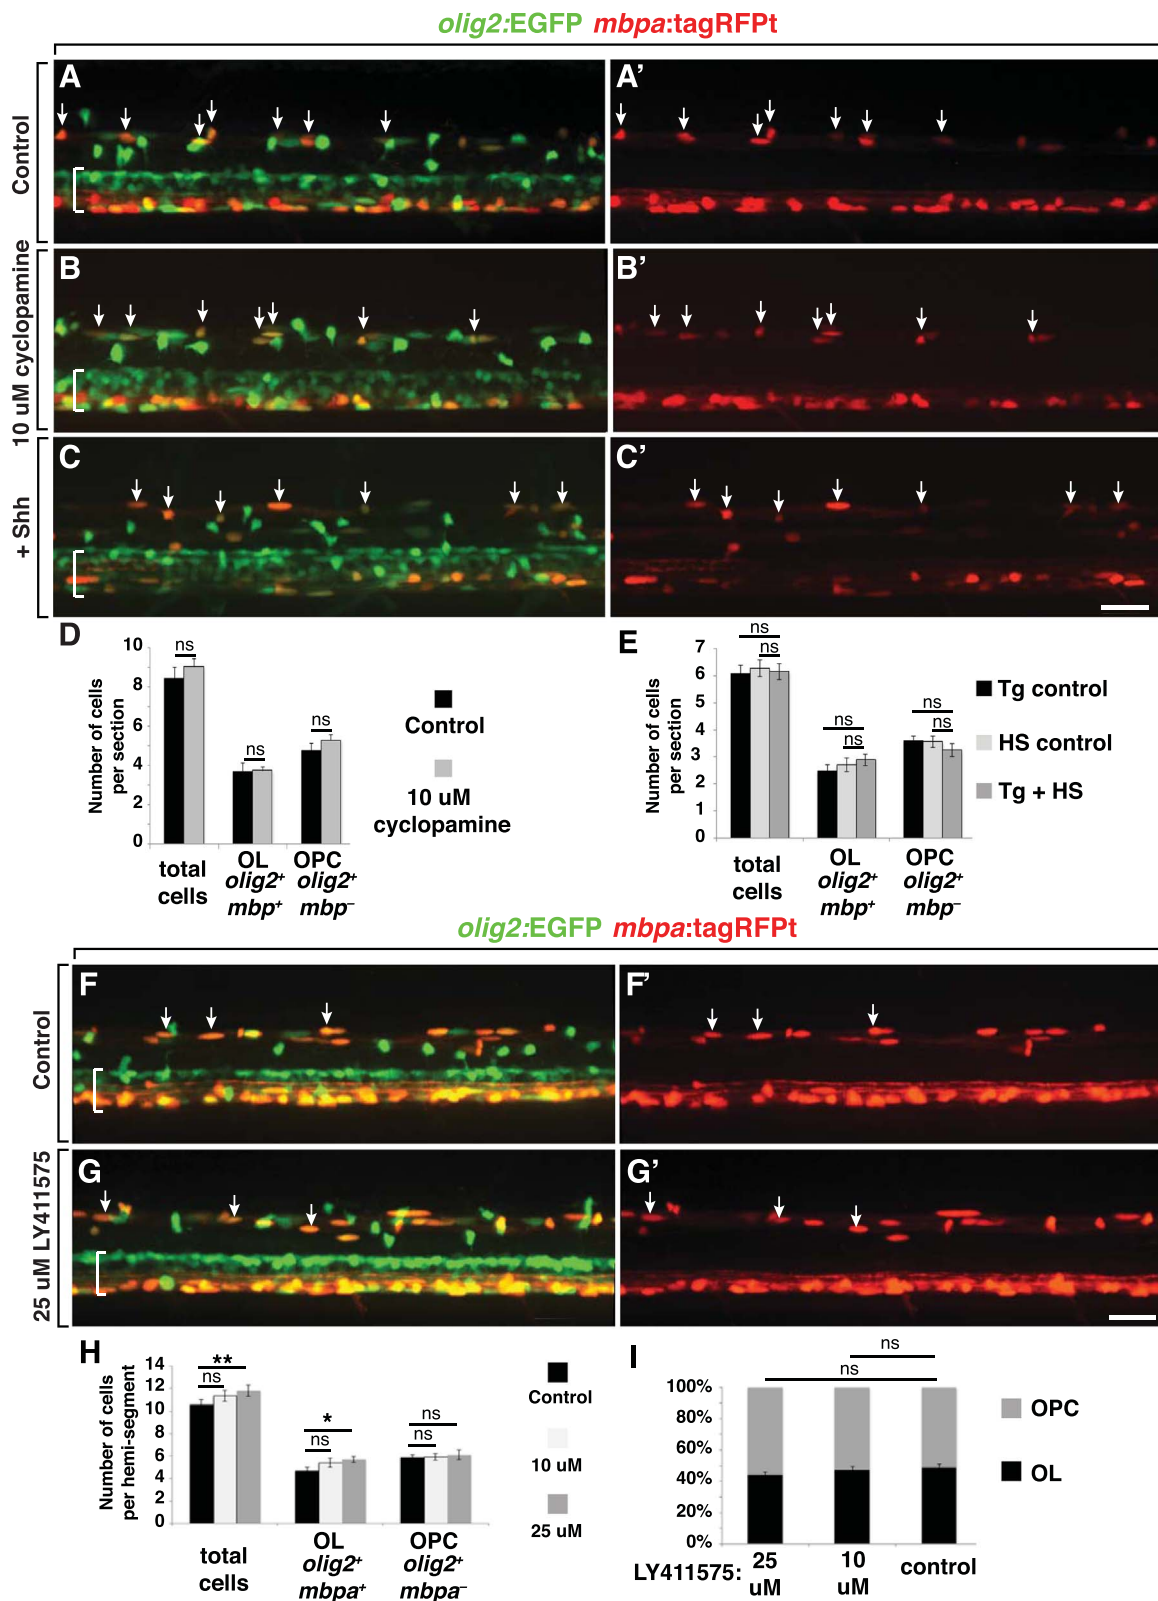 olig2:EGFP mbpa:tagRFPt
Control
A
A'
10 uM cyclopamine
B
B'
+ Shh
C
C'
D
Number of cells
per section
10
8
6
4
2
0
ns
ns
ns
total
cells
OL
olig2+
mbp+
OPC
olig2+
mbp–
Control
10 uM
cyclopamine
E
Number of cells
per section
7
6
5
4
3
2
1
0
ns
ns
ns
ns
ns
ns
total
cells
OL
olig2+
mbp+
OPC
olig2+
mbp–
Tg control
HS control
Tg + HS
olig2:EGFP mbpa:tagRFPt
Control
F
F'
25 uM LY411575
G
G'
H
Number of cells
per hemi-segment
14
12
10
8
6
4
2
0
**
ns
*
ns
ns
ns
total
cells
OL
olig2+
mbpa+
OPC
olig2+
mbpa–
Control
10 uM
25 uM
I
ns
ns
100%
80%
60%
40%
20%
0%
LY411575:
25
uM
10
uM
control
OPC
OL